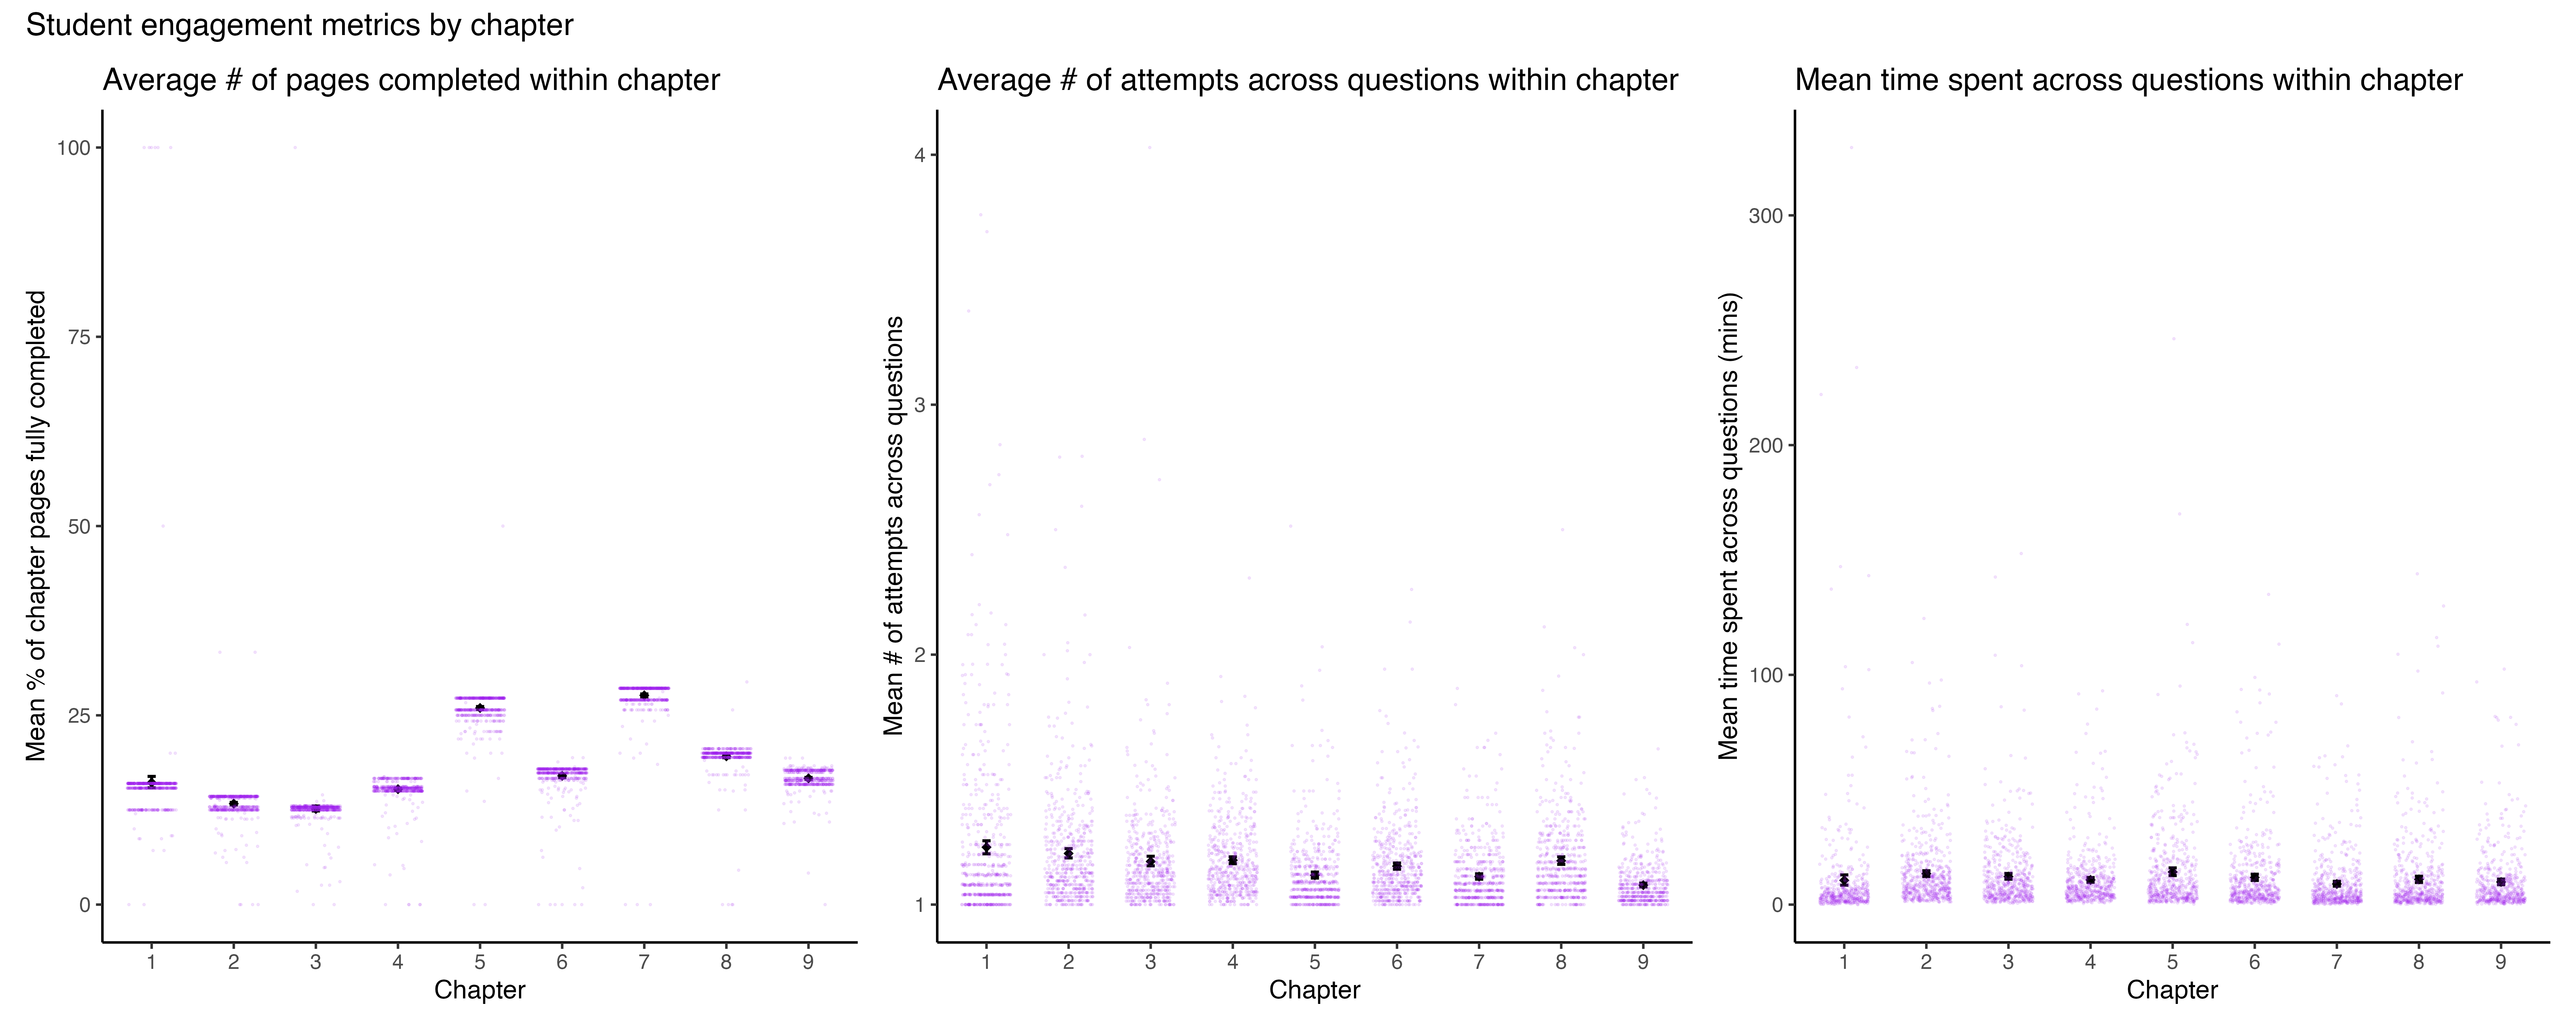 Student engagement metrics by chapter
Average # of pages completed within chapter
Mean % of chapter pages fully completed
100
75
50
25
0
1 2 3 4 5 6 7 8 9
Chapter
Average # of attempts across questions within chapter
Mean # of attempts across questions
4
3
2
1
1 2 3 4 5 6 7 8 9
Chapter
Mean time spent across questions within chapter
Mean time spent across questions (mins)
300
200
100
0
1 2 3 4 5 6 7 8 9
Chapter